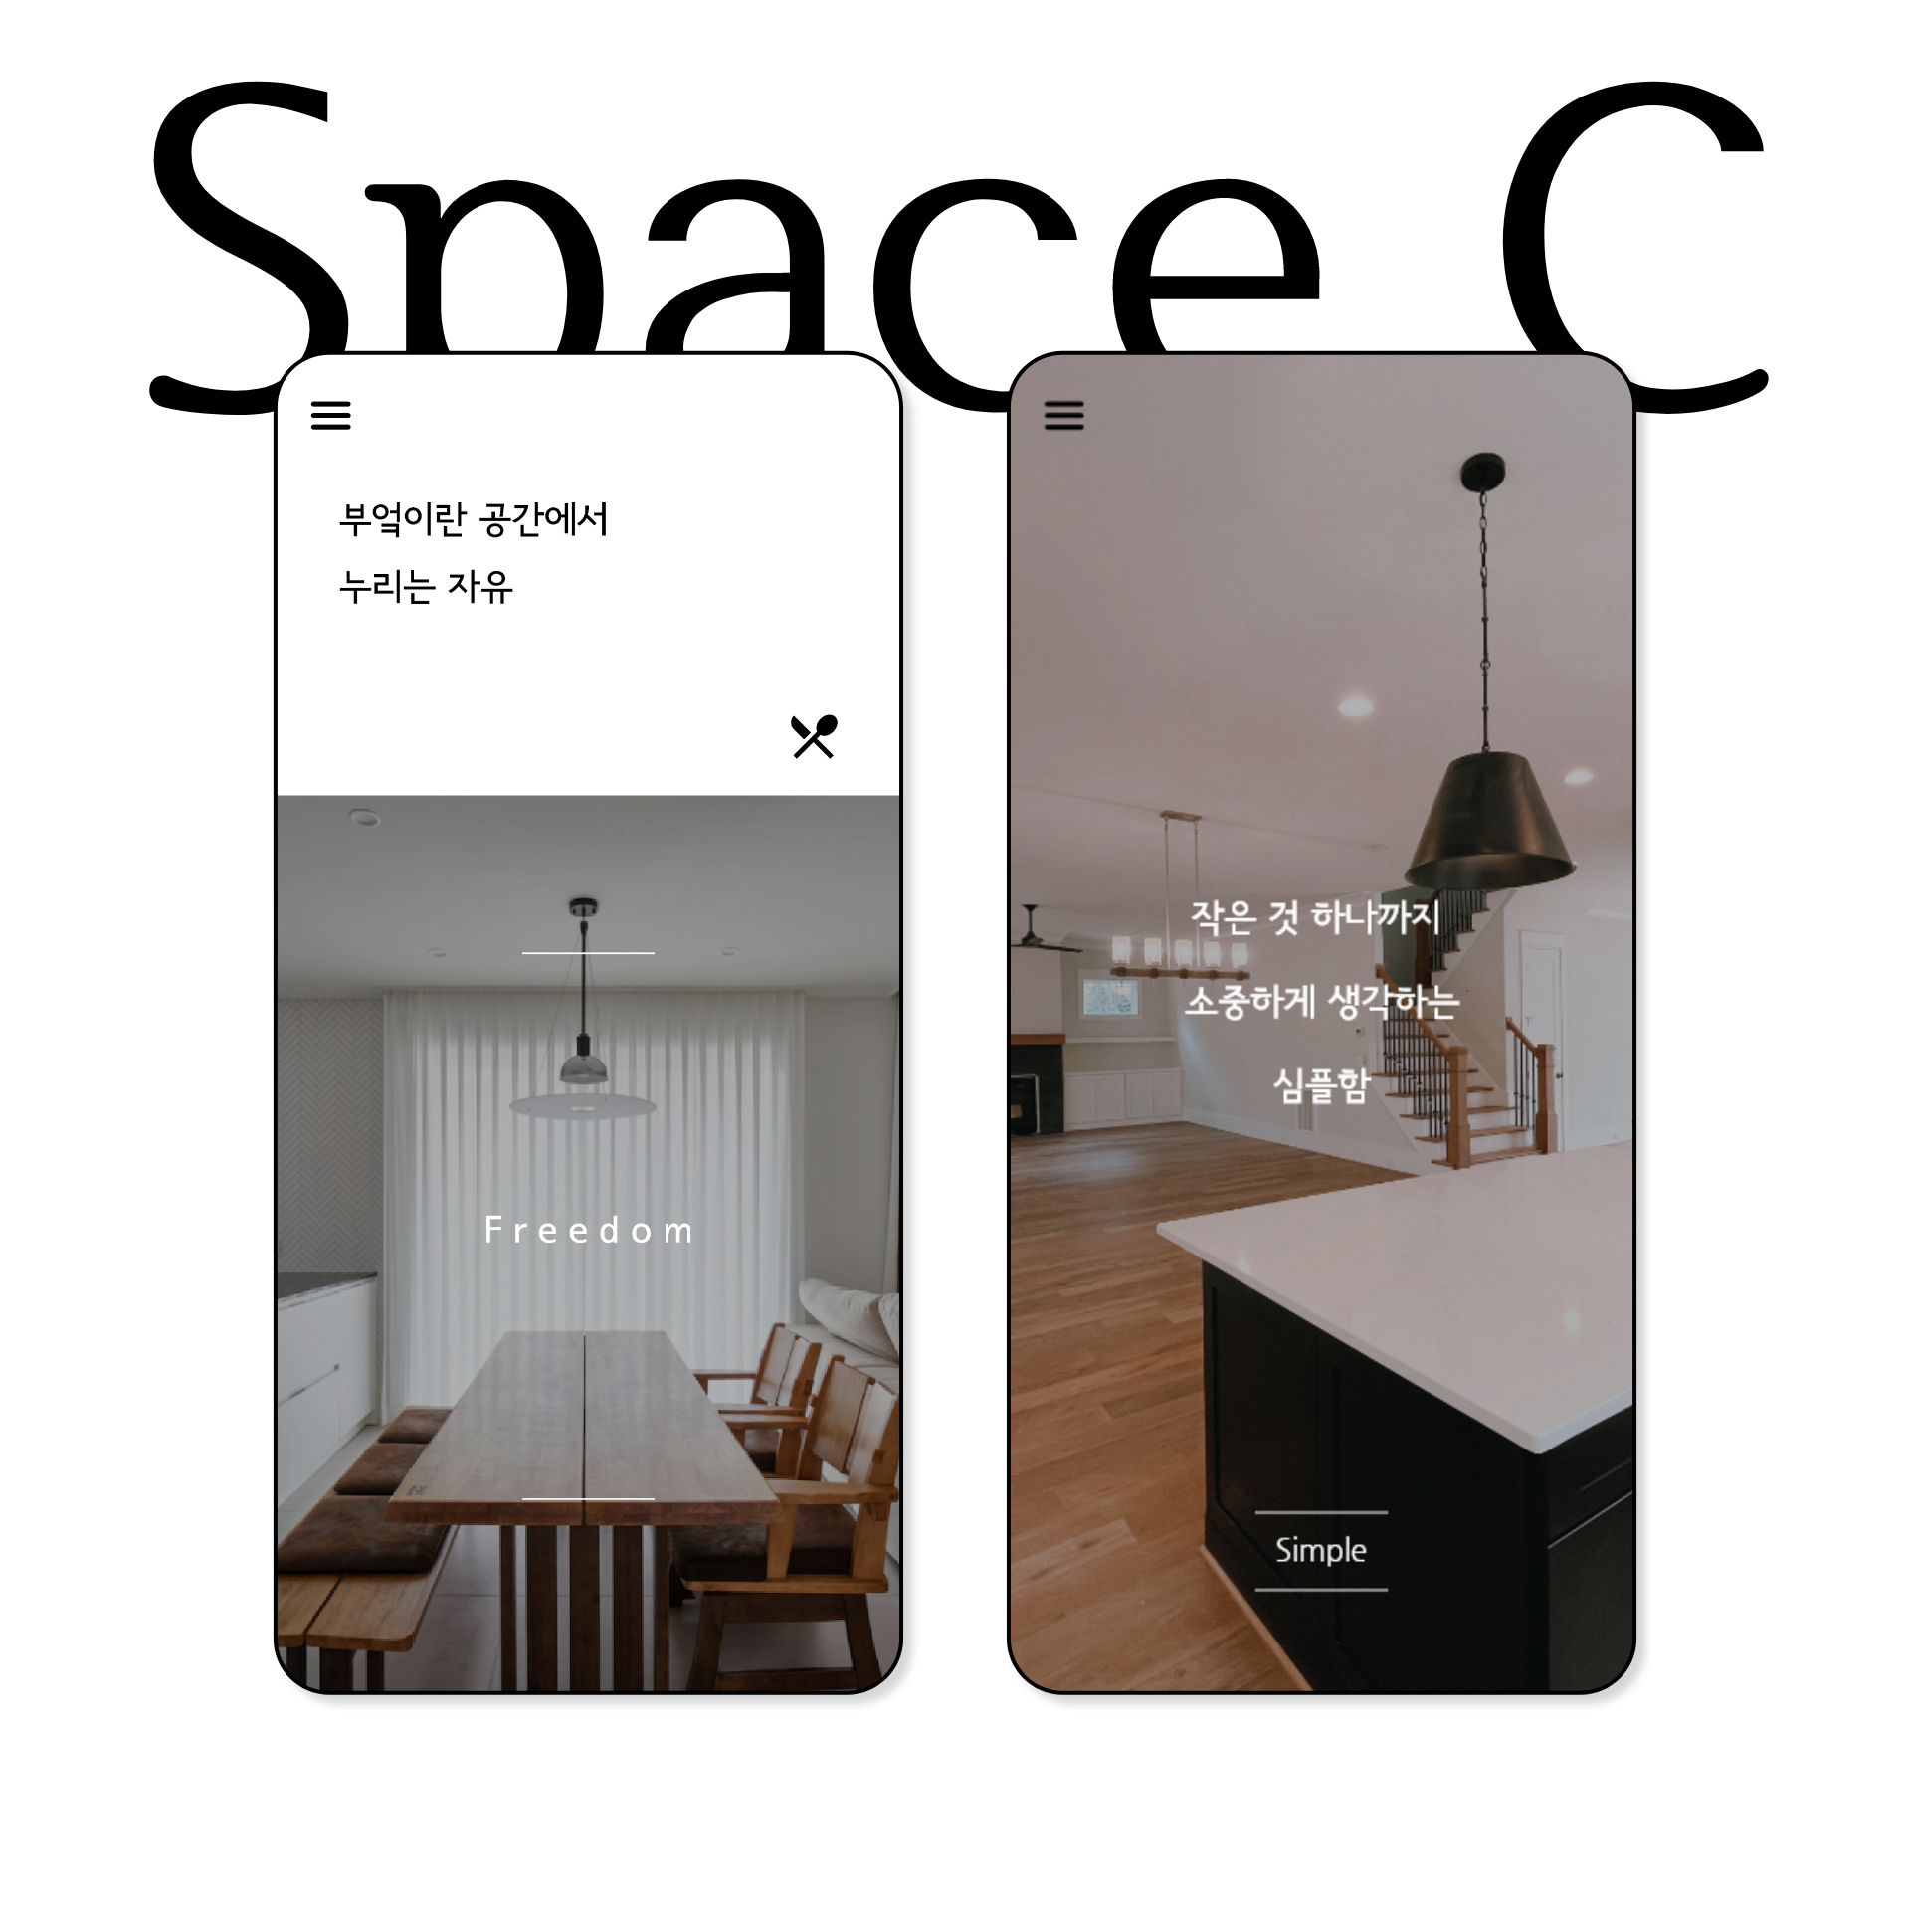 Space C
부엌이란 공간에서
누리는 자유
Freedom
작은 것 하나까지
소중하게 생각하는
심플함
Simple